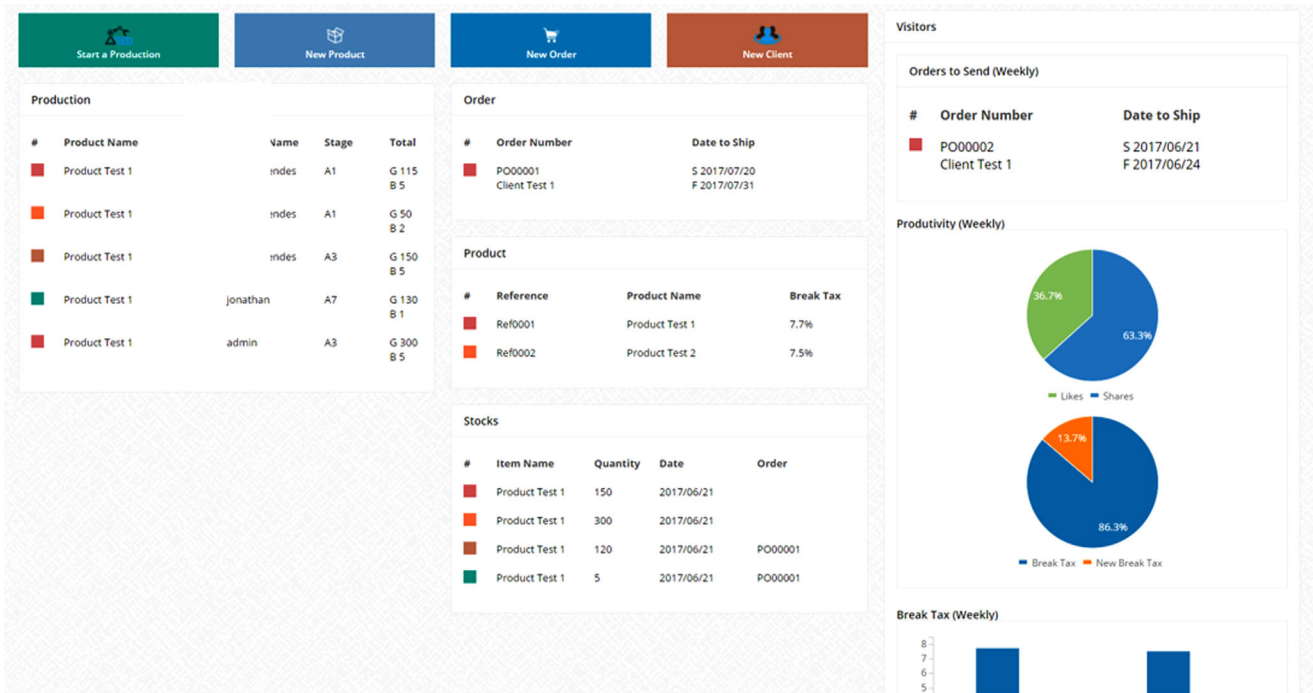 Start a Production
New Product
New Order
New Client
Production
# Product Name Stage Total
Product Test 1 A1 G 115
B 5
Product Test 1 A1 G 50
B 2
Product Test 1 A3 G 150
B 5
Product Test 1 jonathan A7 G 130
B 1
Product Test 1 admin A3 G 300
B 5
Order
# Order Number Date to Ship
PO00001 S 2017/07/20
Client Test 1 F 2017/07/31
Product
# Reference Product Name Break Tax
Ref0001 Product Test 1 7.7%
Ref0002 Product Test 2 7.5%
Stocks
# Item Name Quantity Date Order
Product Test 1 150 2017/06/21
Product Test 1 300 2017/06/21
Product Test 1 120 2017/06/21 PO00001
Product Test 1 5 2017/06/21 PO00001
Visitors
Orders to Send (Weekly)
# Order Number Date to Ship
PO00002 S 2017/06/21
Client Test 1 F 2017/06/24
Produtivity (Weekly)
36.7%
63.3%
Likes Shares
13.7%
86.3%
Break Tax New Break Tax
Break Tax (Weekly)
8
7
6
5